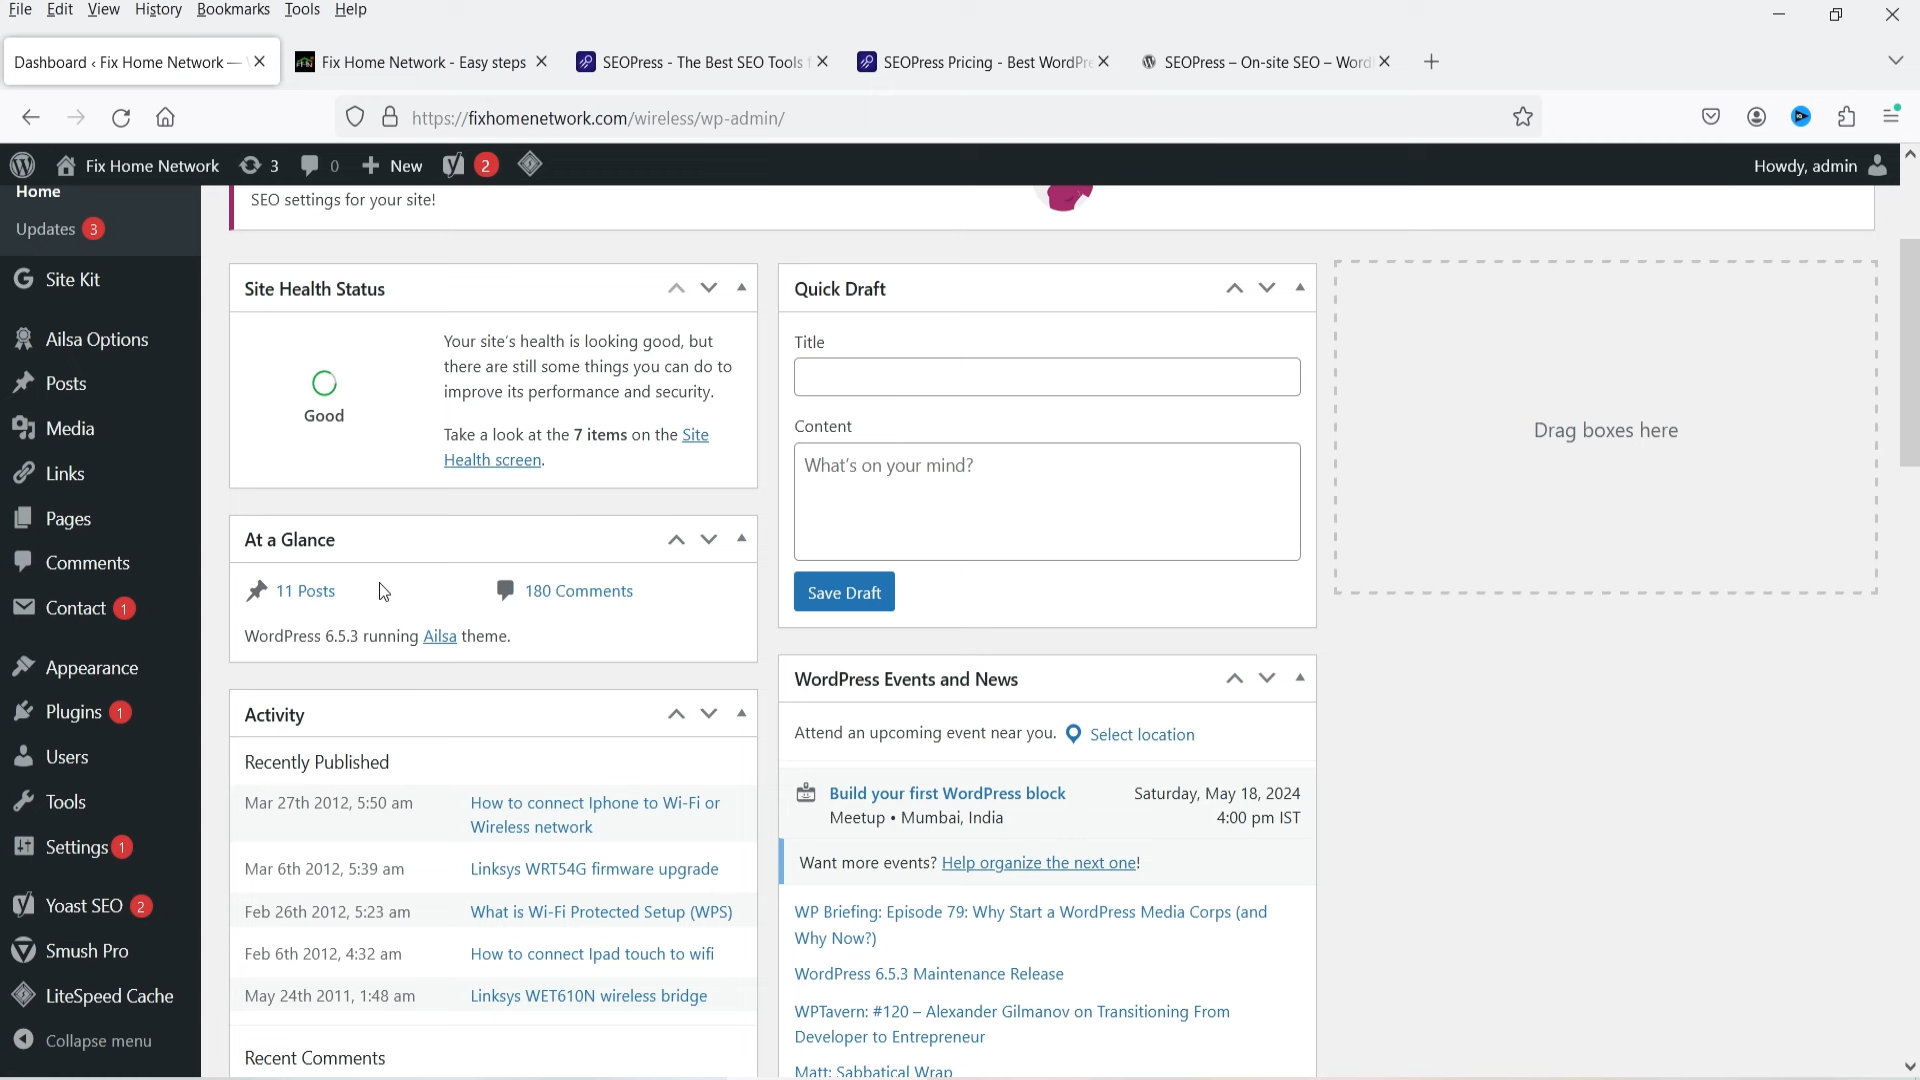 File Edit View History Bookmarks Tools Help
Dashboard ‹ Fix Home Network —
Fix Home Network - Easy steps
SEOPress - The Best SEO Tools
SEOPress Pricing - Best WordPre
SEOPress – On-site SEO – Word
https://fixhomenetwork.com/wireless/wp-admin/
Fix Home Network 3 0 New 2
Howdy, admin
Home
Updates 3
Site Kit
Ailsa Options
Posts
Media
Links
Pages
Comments
Contact 1
Appearance
Plugins 1
Users
Tools
Settings 1
Yoast SEO 2
Smush Pro
LiteSpeed Cache
Collapse menu
SEO settings for your site!
Site Health Status
Good
Your site's health is looking good, but
there are still some things you can do to
improve its performance and security.
Take a look at the 7 items on the Site
Health screen.
At a Glance
11 Posts
180 Comments
WordPress 6.5.3 running Ailsa theme.
Activity
Recently Published
Mar 27th 2012, 5:50 am How to connect Iphone to Wi-Fi or
Wireless network
Mar 6th 2012, 5:39 am Linksys WRT54G firmware upgrade
Feb 26th 2012, 5:23 am What is Wi-Fi Protected Setup (WPS)
Feb 6th 2012, 4:32 am How to connect Ipad touch to wifi
May 24th 2011, 1:48 am Linksys WET610N wireless bridge
Recent Comments
Quick Draft
Title
Content
What's on your mind?
Save Draft
WordPress Events and News
Attend an upcoming event near you. Select location
Build your first WordPress block Saturday, May 18, 2024
Meetup • Mumbai, India 4:00 pm IST
Want more events? Help organize the next one!
WP Briefing: Episode 79: Why Start a WordPress Media Corps (and
Why Now?)
WordPress 6.5.3 Maintenance Release
WPTavern: #120 – Alexander Gilmanov on Transitioning From
Developer to Entrepreneur
Matt: Sabbatical Wrap
Drag boxes here